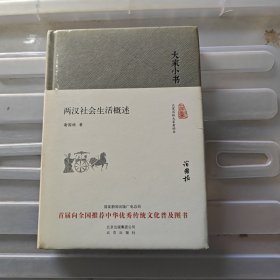 大家小书
两汉社会生活概述
谢国桢 著
国家新闻出版广电总局
首届向全国推荐中华优秀传统文化普及图书
北京出版集团公司
北京出版社